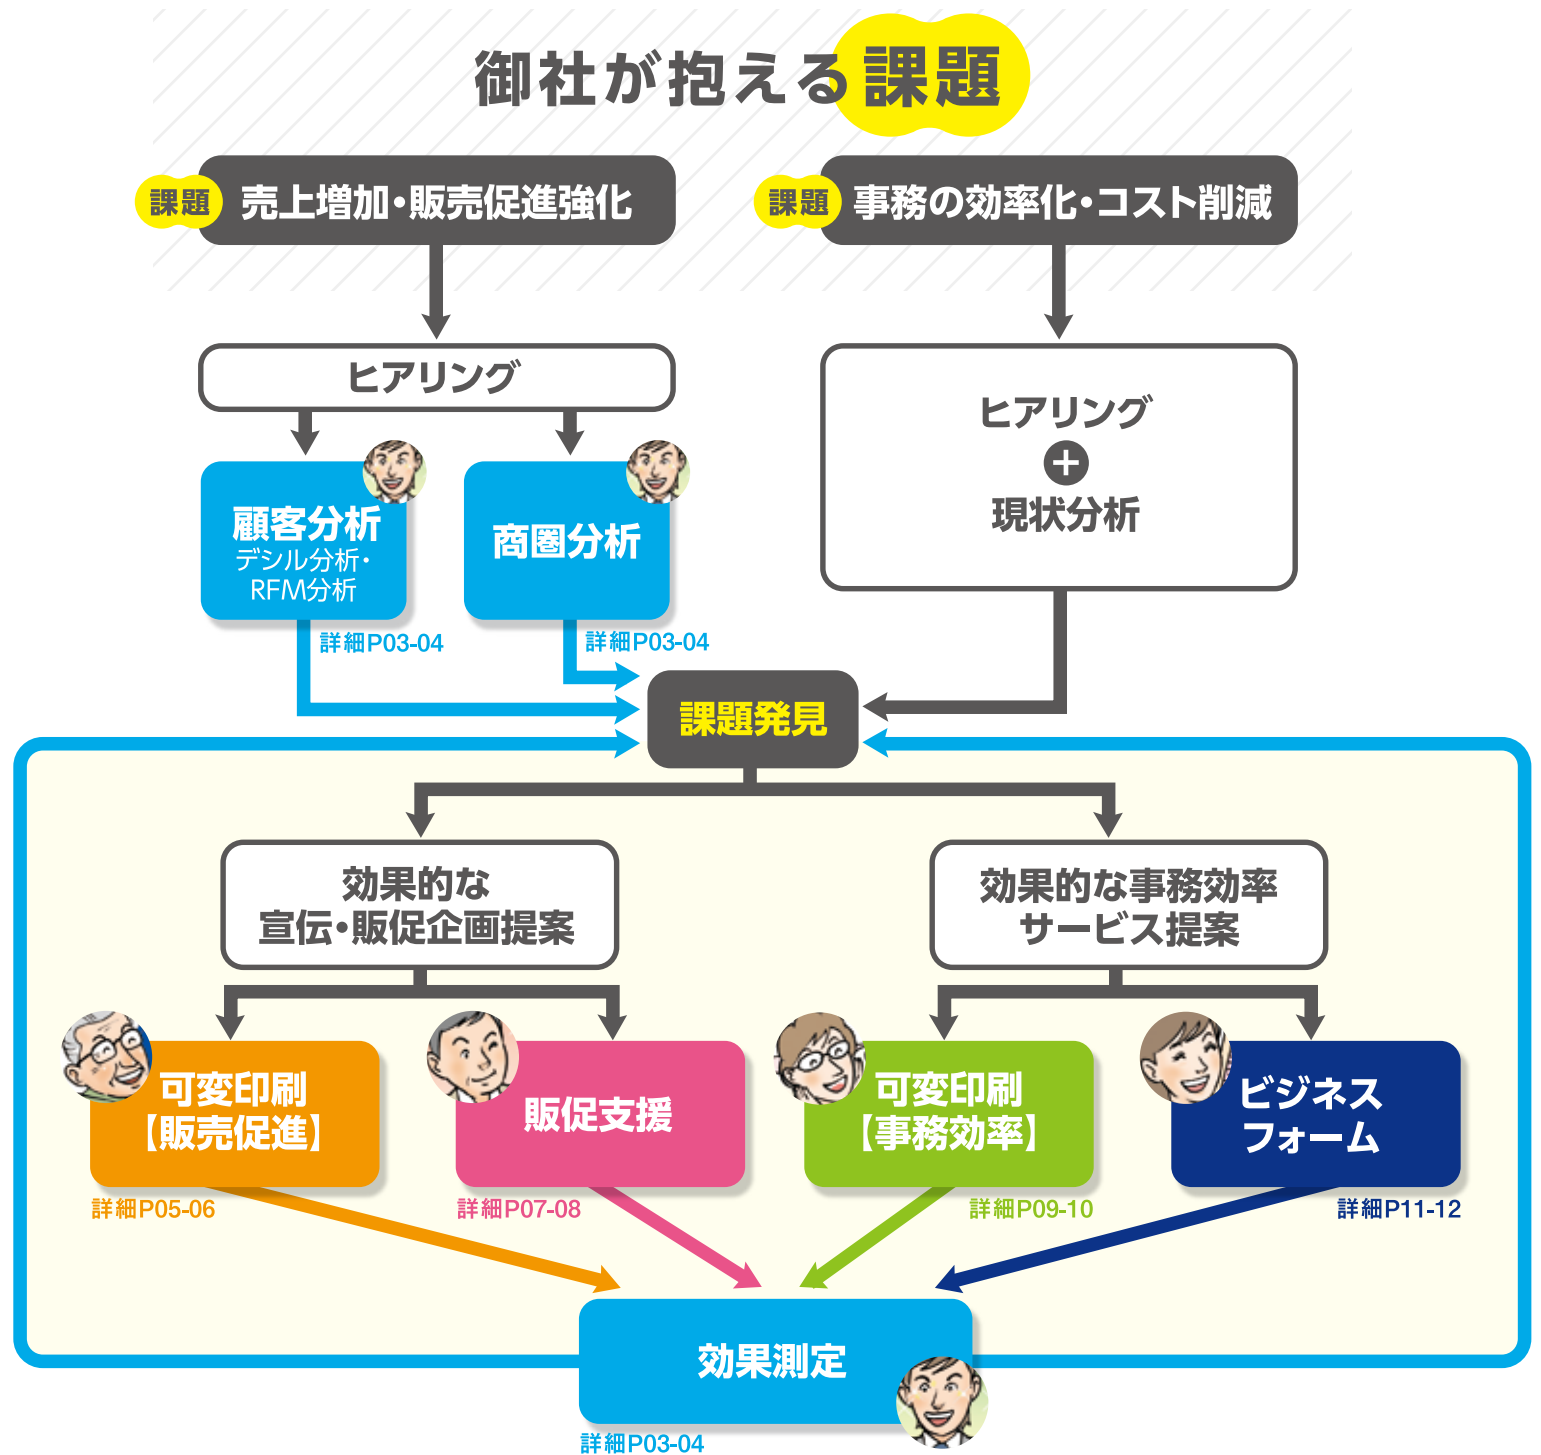 御社が抱える課題
課題 売上増加・販売促進強化
課題 事務の効率化・コスト削減
ヒアリング
顧客分析
デシル分析・
RFM分析
詳細P03-04
商圏分析
詳細P03-04
ヒアリング
+
現状分析
課題発見
効果的な
宣伝・販促企画提案
効果的な事務効率
サービス提案
可変印刷
【販売促進】
詳細P05-06
販促支援
詳細P07-08
可変印刷
【事務効率】
詳細P09-10
ビジネス
フォーム
詳細P11-12
効果測定
詳細P03-04